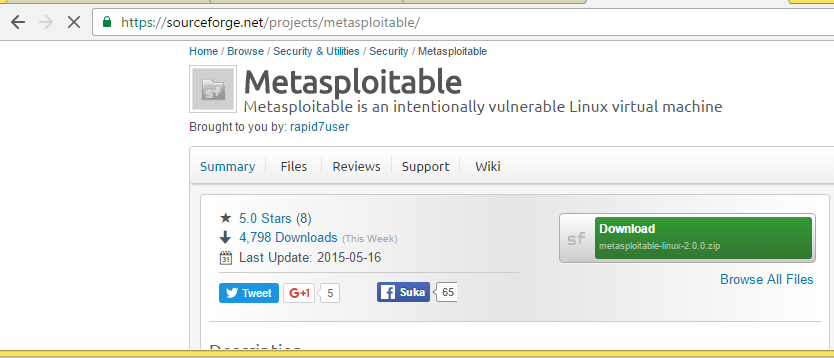 https://sourceforge.net/projects/metasploitable/
Home / Browse / Security & Utilities / Security / Metasploitable
sf
Metasploitable
Metasploitable is an intentionally vulnerable Linux virtual machine
Brought to you by: rapid7user
Summary Files Reviews Support Wiki
5.0 Stars (8)
4,798 Downloads (This Week)
31 Last Update: 2015-05-16
sf Download
metasploitable-linux-2.0.0.zip
Browse All Files
Tweet G+1 5 f Suka 65
Description